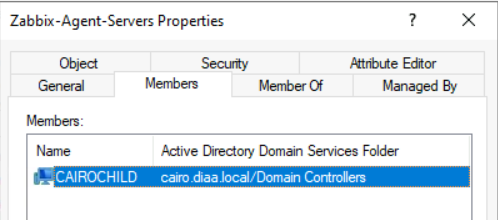 Zabbix-Agent-Servers Properties ? ×
Object Security Attribute Editor
General Members Member Of Managed By
Members:
Name Active Directory Domain Services Folder
CAIROCHILD cairo.diaa.local/Domain Controllers